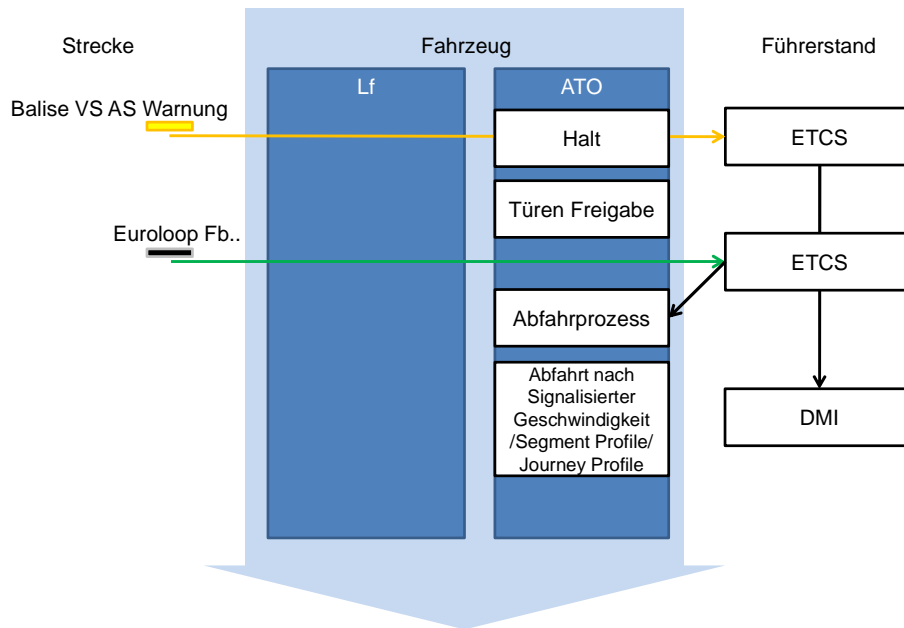 Strecke
Fahrzeug
Führerstand
Lf
ATO
Balise VS AS Warnung
Halt
ETCS
Türen Freigabe
Euroloop Fb..
ETCS
Abfahrprozess
Abfahrt nach
Signalisierter
Geschwindigkeit
/Segment Profile/
Journey Profile
DMI